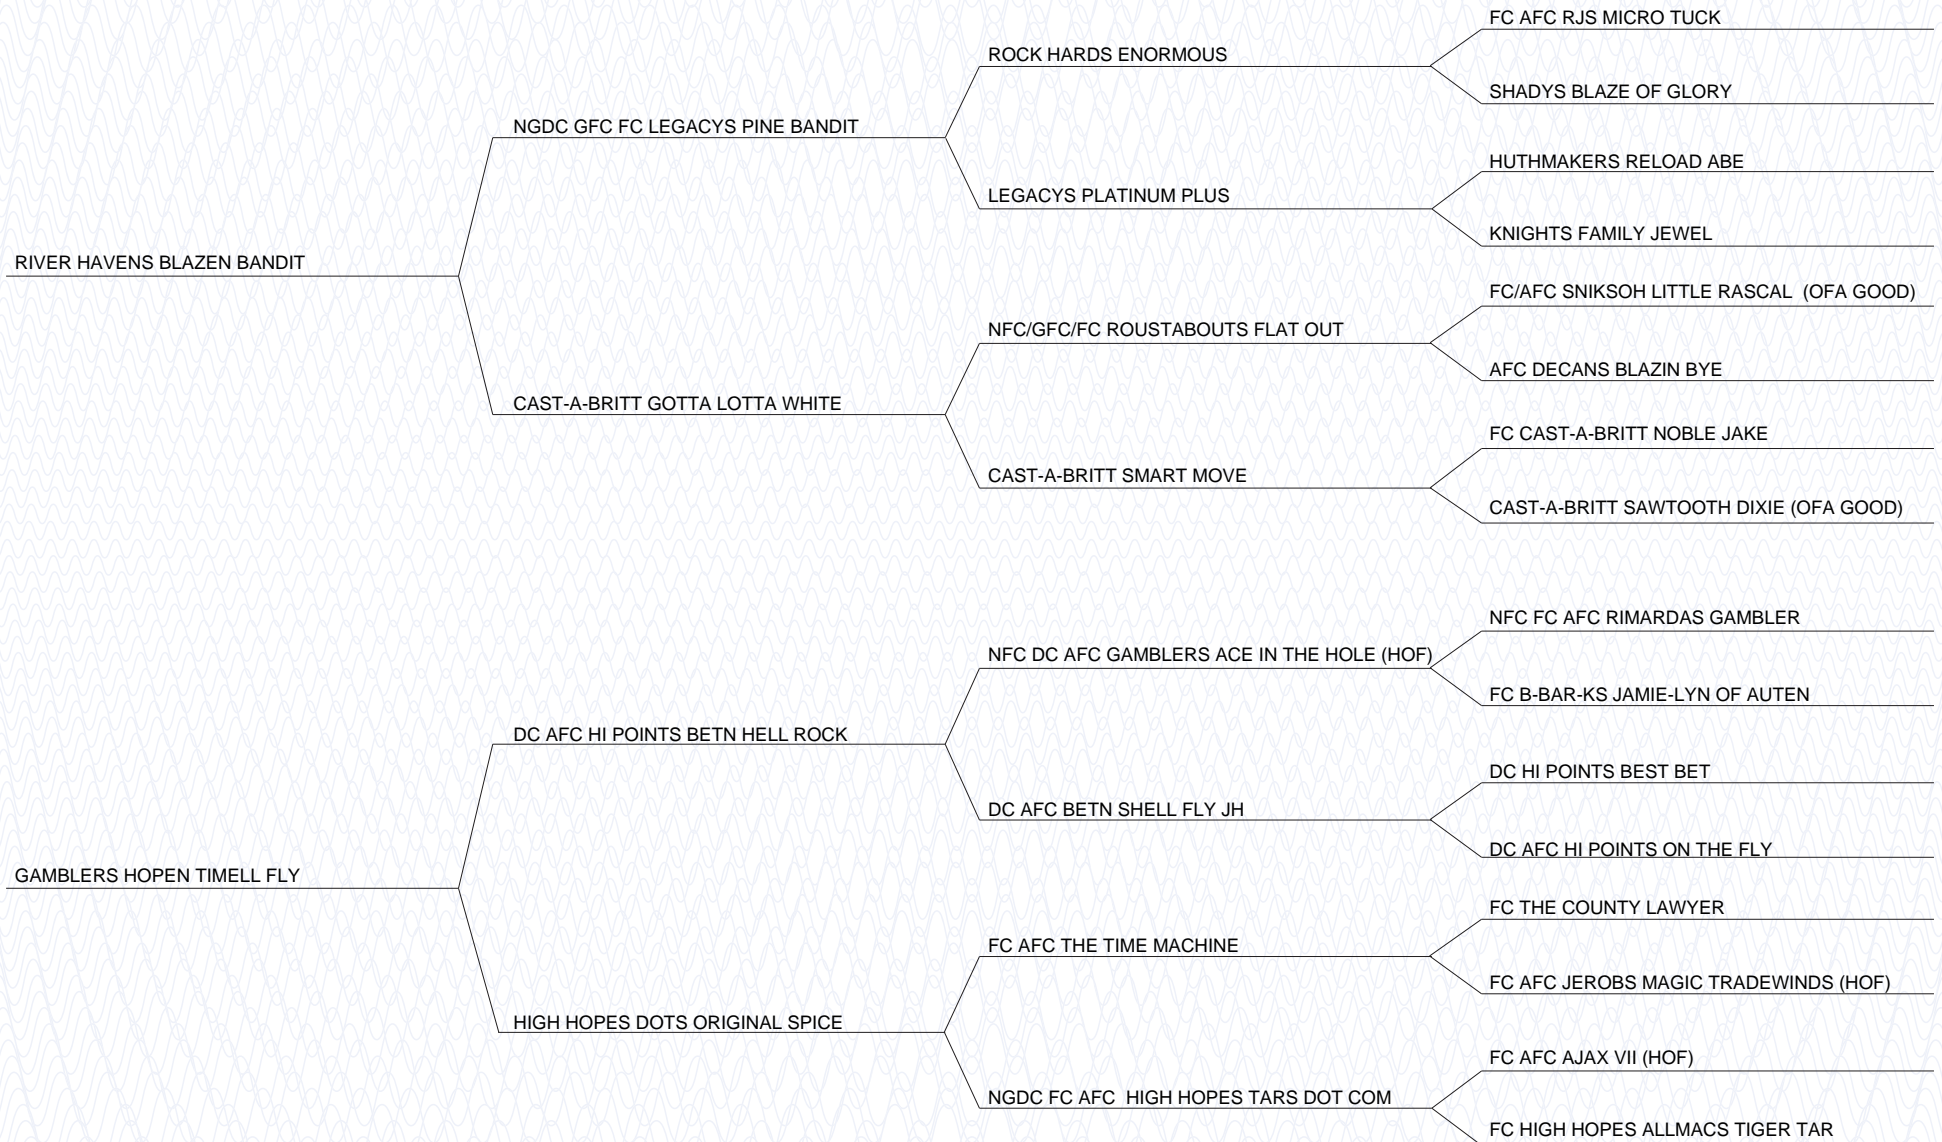 FC AFC RJS MICRO TUCK
ROCK HARDS ENORMOUS
SHADYS BLAZE OF GLORY
NGDC GFC FC LEGACYS PINE BANDIT
HUTHMAKERS RELOAD ABE
LEGACYS PLATINUM PLUS
KNIGHTS FAMILY JEWEL
RIVER HAVENS BLAZEN BANDIT
FC/AFC SNIKSOH LITTLE RASCAL  (OFA GOOD)
NFC/GFC/FC ROUSTABOUTS FLAT OUT
AFC DECANS BLAZIN BYE
CAST-A-BRITT GOTTA LOTTA WHITE
FC CAST-A-BRITT NOBLE JAKE
CAST-A-BRITT SMART MOVE
CAST-A-BRITT SAWTOOTH DIXIE (OFA GOOD)
NFC FC AFC RIMARDAS GAMBLER
NFC DC AFC GAMBLERS ACE IN THE HOLE (HOF)
FC B-BAR-KS JAMIE-LYN OF AUTEN
DC AFC HI POINTS BETN HELL ROCK
DC HI POINTS BEST BET
DC AFC BETN SHELL FLY JH
DC AFC HI POINTS ON THE FLY
GAMBLERS HOPEN TIMELL FLY
FC THE COUNTY LAWYER
FC AFC THE TIME MACHINE
FC AFC JEROBS MAGIC TRADEWINDS (HOF)
HIGH HOPES DOTS ORIGINAL SPICE
FC AFC AJAX VII (HOF)
NGDC FC AFC  HIGH HOPES TARS DOT COM
FC HIGH HOPES ALLMACS TIGER TAR